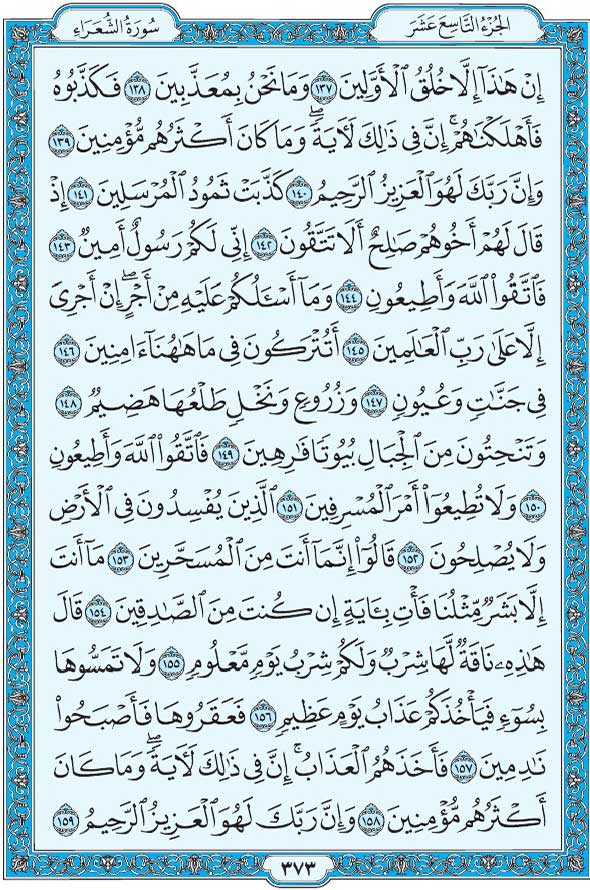 الجزء التاسع عشر
سورة الشعراء
إِنْ هَٰذَآ إِلَّا خُلُقُ ٱلْأَوَّلِينَ ١٣٧ وَمَا نَحْنُ بِمُعَذَّبِينَ ١٣٨ فَكَذَّبُوهُ
فَأَهْلَكْنَٰهُمْ ۗ إِنَّ فِى ذَٰلِكَ لَـَٔايَةً ۖ وَمَا كَانَ أَكْثَرُهُم مُّؤْمِنِينَ ١٣٩
وَإِنَّ رَبَّكَ لَهُوَ ٱلْعَزِيزُ ٱلرَّحِيمُ ١٤٠ كَذَّبَتْ ثَمُودُ ٱلْمُرْسَلِينَ ١٤١ إِذْ
قَالَ لَهُمْ أَخُوهُمْ صَٰلِحٌ أَلَا تَتَّقُونَ ١٤٢ إِنِّى لَكُمْ رَسُولٌ أَمِينٌ ١٤٣
فَٱتَّقُوا۟ ٱللَّهَ وَأَطِيعُونِ ١٤٤ وَمَآ أَسْـَٔلُكُمْ عَلَيْهِ مِنْ أَجْرٍ ۖ إِنْ أَجْرِىَ
إِلَّا عَلَىٰ رَبِّ ٱلْعَٰلَمِينَ ١٤٥ أَتُتْرَكُونَ فِى مَا هَٰهُنَآ ءَامِنِينَ ١٤٦
فِى جَنَّٰتٍ وَعُيُونٍ ١٤٧ وَزُرُوعٍ وَنَخْلٍ طَلْعُهَا هَضِيمٌ ١٤٨
وَتَنْحِتُونَ مِنَ ٱلْجِبَالِ بُيُوتًا فَٰرِهِينَ ١٤٩ فَٱتَّقُوا۟ ٱللَّهَ وَأَطِيعُونِ
١٥٠ وَلَا تُطِيعُوٓا۟ أَمْرَ ٱلْمُسْرِفِينَ ١٥١ ٱلَّذِينَ يُفْسِدُونَ فِى ٱلْأَرْضِ
وَلَا يُصْلِحُونَ ١٥٢ قَالُوٓا۟ إِنَّمَآ أَنتَ مِنَ ٱلْمُسَحَّرِينَ ١٥٣ مَآ أَنتَ
إِلَّا بَشَرٌ مِّثْلُنَا فَأْتِ بِـَٔايَةٍ إِن كُنتَ مِنَ ٱلصَّٰدِقِينَ ١٥٤ قَالَ
هَٰذِهِۦ نَاقَةٌ لَّهَا شِرْبٌ وَلَكُمْ شِرْبُ يَوْمٍ مَّعْلُومٍ ١٥٥ وَلَا تَمَسُّوهَا
بِسُوٓءٍ فَيَأْخُذَكُمْ عَذَابُ يَوْمٍ عَظِيمٍ ١٥٦ فَعَقَرُوهَا فَأَصْبَحُوا۟
نَٰدِمِينَ ١٥٧ فَأَخَذَهُمُ ٱلْعَذَابُ ۗ إِنَّ فِى ذَٰلِكَ لَـَٔايَةً ۖ وَمَا كَانَ
أَكْثَرُهُم مُّؤْمِنِينَ ١٥٨ وَإِنَّ رَبَّكَ لَهُوَ ٱلْعَزِيزُ ٱلرَّحِيمُ ١٥٩
٣٧٣